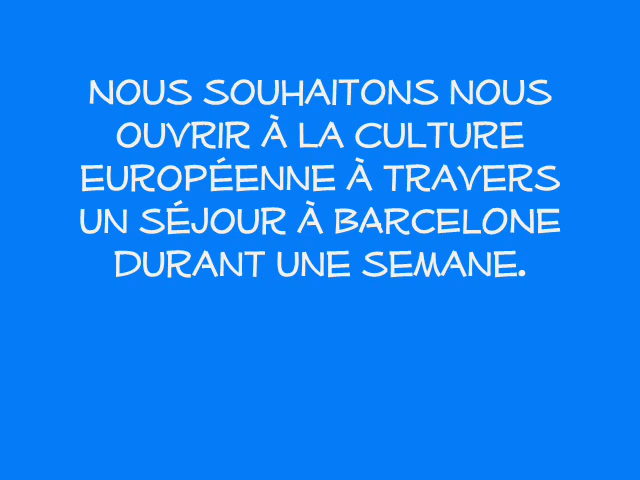 NOUS SOUHAITONS NOUS
OUVRIR À LA CULTURE
EUROPÉENNE À TRAVERS
UN SÉJOUR À BARCELONE
DURANT UNE SEMANE.